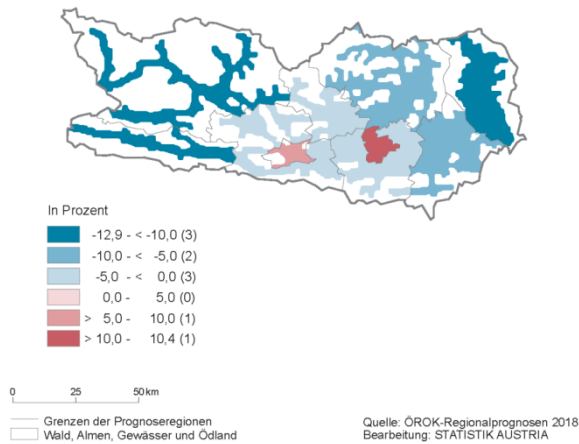 In Prozent
-12,9 - < -10,0 (3)
-10,0 - < -5,0 (2)
-5,0 - < 0,0 (3)
0,0 - 5,0 (0)
> 5,0 - 10,0 (1)
> 10,0 - 10,4 (1)
0 25 50 km
Grenzen der Prognoseregionen
Wald, Almen, Gewässer und Ödland
Quelle: ÖROK-Regionalprognosen 2018
Bearbeitung: STATISTIK AUSTRIA